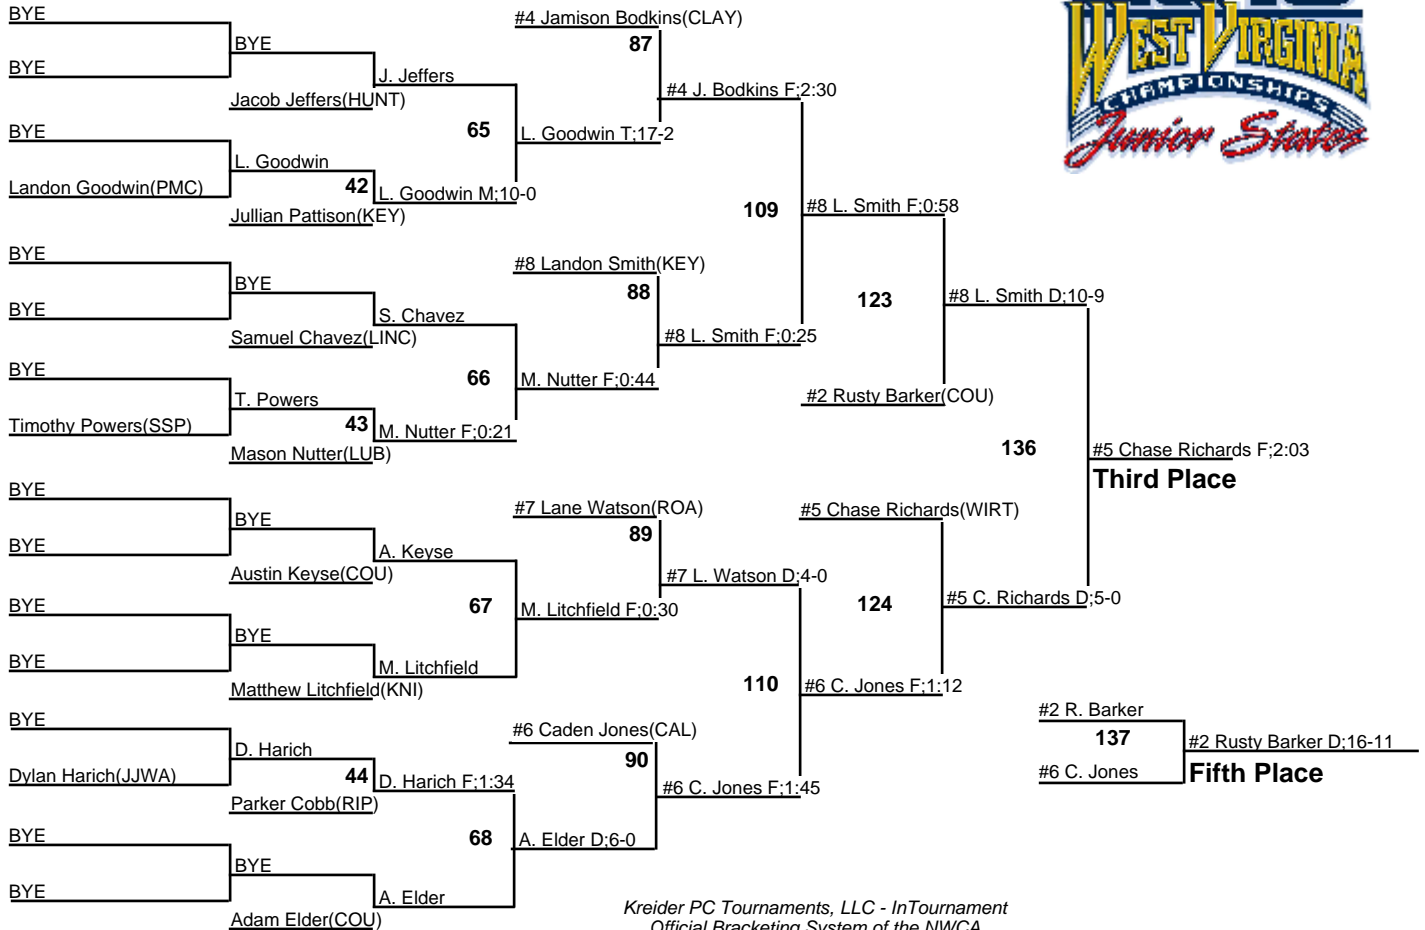 BYE
BYE
BYE
Jacob Jeffers(HUNT)
J. Jeffers
65
BYE
Landon Goodwin(PMC)
L. Goodwin
42
Jullian Pattison(KEY)
L. Goodwin M;10-0
L. Goodwin T;17-2
#4 Jamison Bodkins(CLAY)
87
#4 J. Bodkins F;2:30
109
BYE
BYE
BYE
Samuel Chavez(LINC)
S. Chavez
66
BYE
Timothy Powers(SSP)
T. Powers
43
Mason Nutter(LUB)
M. Nutter F;0:21
M. Nutter F;0:44
#8 Landon Smith(KEY)
88
#8 L. Smith F;0:25
#8 L. Smith F;0:58
123
#2 Rusty Barker(COU)
#8 L. Smith D;10-9
136
#5 Chase Richards F;2:03
Third Place
BYE
BYE
BYE
Austin Keyse(COU)
A. Keyse
67
BYE
BYE
BYE
Matthew Litchfield(KNI)
M. Litchfield
M. Litchfield F;0:30
#7 Lane Watson(ROA)
89
#7 L. Watson D;4-0
110
#5 Chase Richards(WIRT)
124
#5 C. Richards D;5-0
#6 C. Jones F;1:12
BYE
Dylan Harich(JJWA)
D. Harich
44
Parker Cobb(RIP)
D. Harich F;1:34
68
BYE
BYE
BYE
Adam Elder(COU)
A. Elder
A. Elder D;6-0
#6 Caden Jones(CAL)
90
#6 C. Jones F;1:45
#2 R. Barker
137
#6 C. Jones
#2 Rusty Barker D;16-11
Fifth Place
WEST VIRGINIA
CHAMPIONSHIPS
Junior States
Kreider PC Tournaments, LLC - InTournament
Official Bracketing System of the NWCA